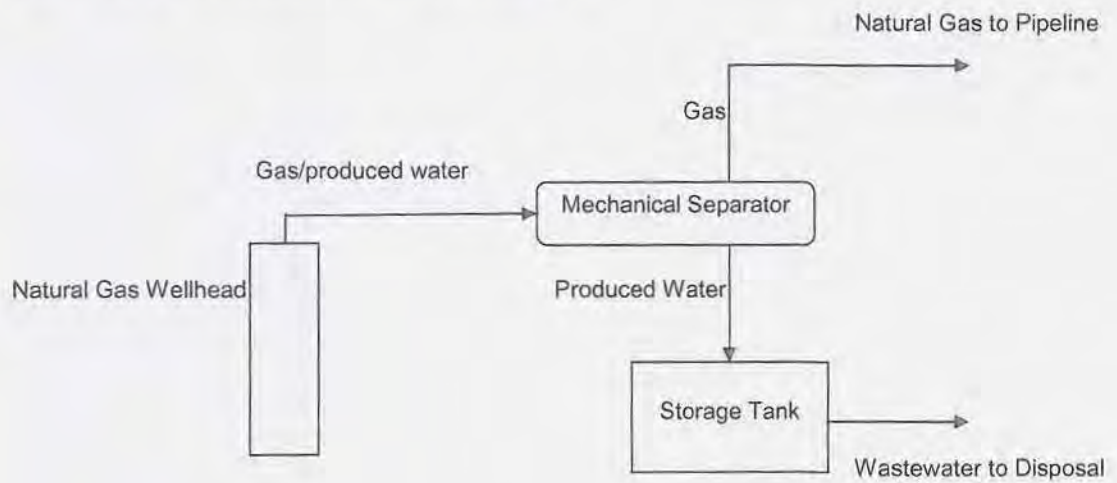 Natural Gas to Pipeline
Gas
Gas/produced water
Mechanical Separator
Natural Gas Wellhead
Produced Water
Storage Tank
Wastewater to Disposal